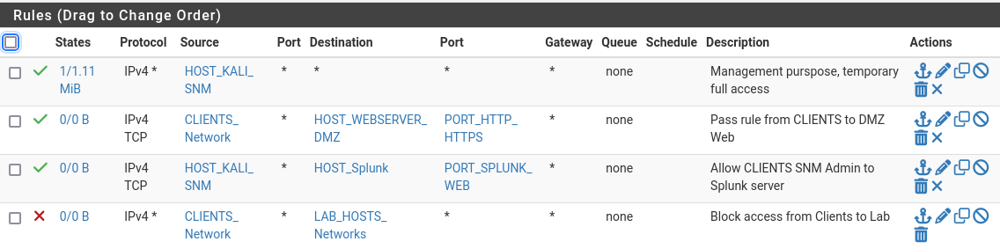 Rules (Drag to Change Order)
States Protocol Source Port Destination Port Gateway Queue Schedule Description Actions
1/1.11 IPv4 * HOST_KALI_ * * * * none Management purspose, temporary
MiB SNM full access
0/0 B IPv4 CLIENTS_ * HOST_WEBSERVER_ PORT_HTTP_ * none Pass rule from CLIENTS to DMZ
TCP Network DMZ HTTPS Web
0/0 B IPv4 HOST_KALI_ * HOST_Splunk PORT_SPLUNK_ * none Allow CLIENTS SNM Admin to
TCP SNM WEB Splunk server
0/0 B IPv4 * CLIENTS_ * LAB_HOSTS_ * * none Block access from Clients to Lab
Network Networks